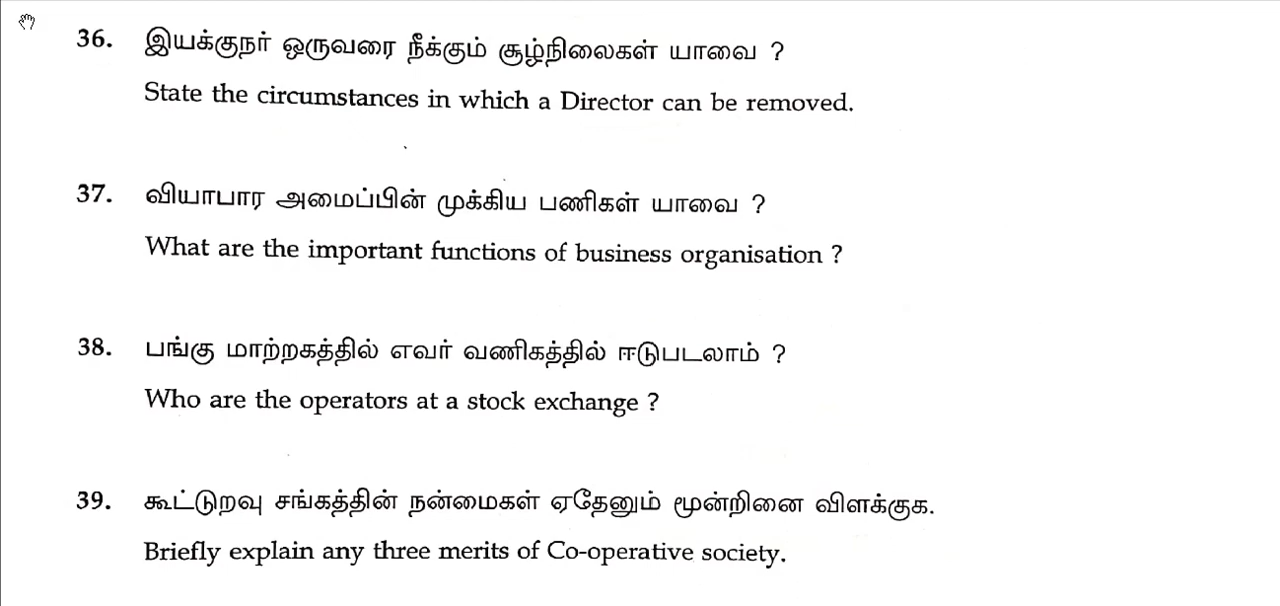 36. இயக்குநர் ஒருவரை நீக்கும் சூழ்நிலைகள் யாவை ?
State the circumstances in which a Director can be removed.
37. வியாபார அமைப்பின் முக்கிய பணிகள் யாவை ?
What are the important functions of business organisation ?
38. பங்கு மாற்றகத்தில் எவர் வணிகத்தில் ஈடுபடலாம் ?
Who are the operators at a stock exchange ?
39. கூட்டுறவு சங்கத்தின் நன்மைகள் ஏதேனும் மூன்றினை விளக்குக.
Briefly explain any three merits of Co-operative society.